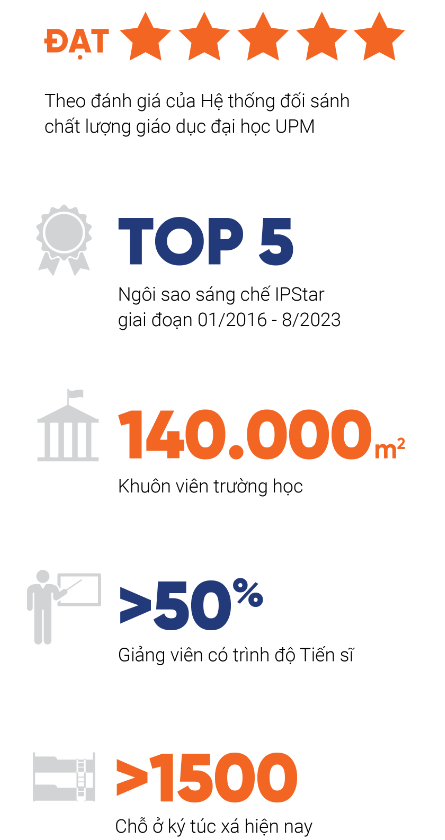 ĐẠT
Theo đánh giá của Hệ thống đối sánh
chất lượng giáo dục đại học UPM
TOP 5
Ngôi sao sáng chế IPStar
giai đoạn 01/2016 - 8/2023
140.000m²
Khuôn viên trường học
>50%
Giảng viên có trình độ Tiến sĩ
>1500
Chỗ ở ký túc xá hiện nay